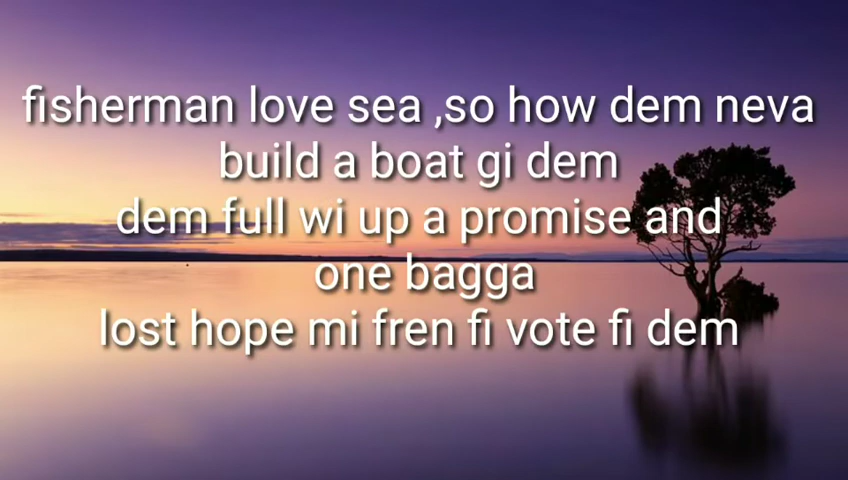 fisherman love sea ,so how dem neva
build a boat gi dem
dem full wi up a promise and
one bagga
lost hope mi fren fi vote fi dem